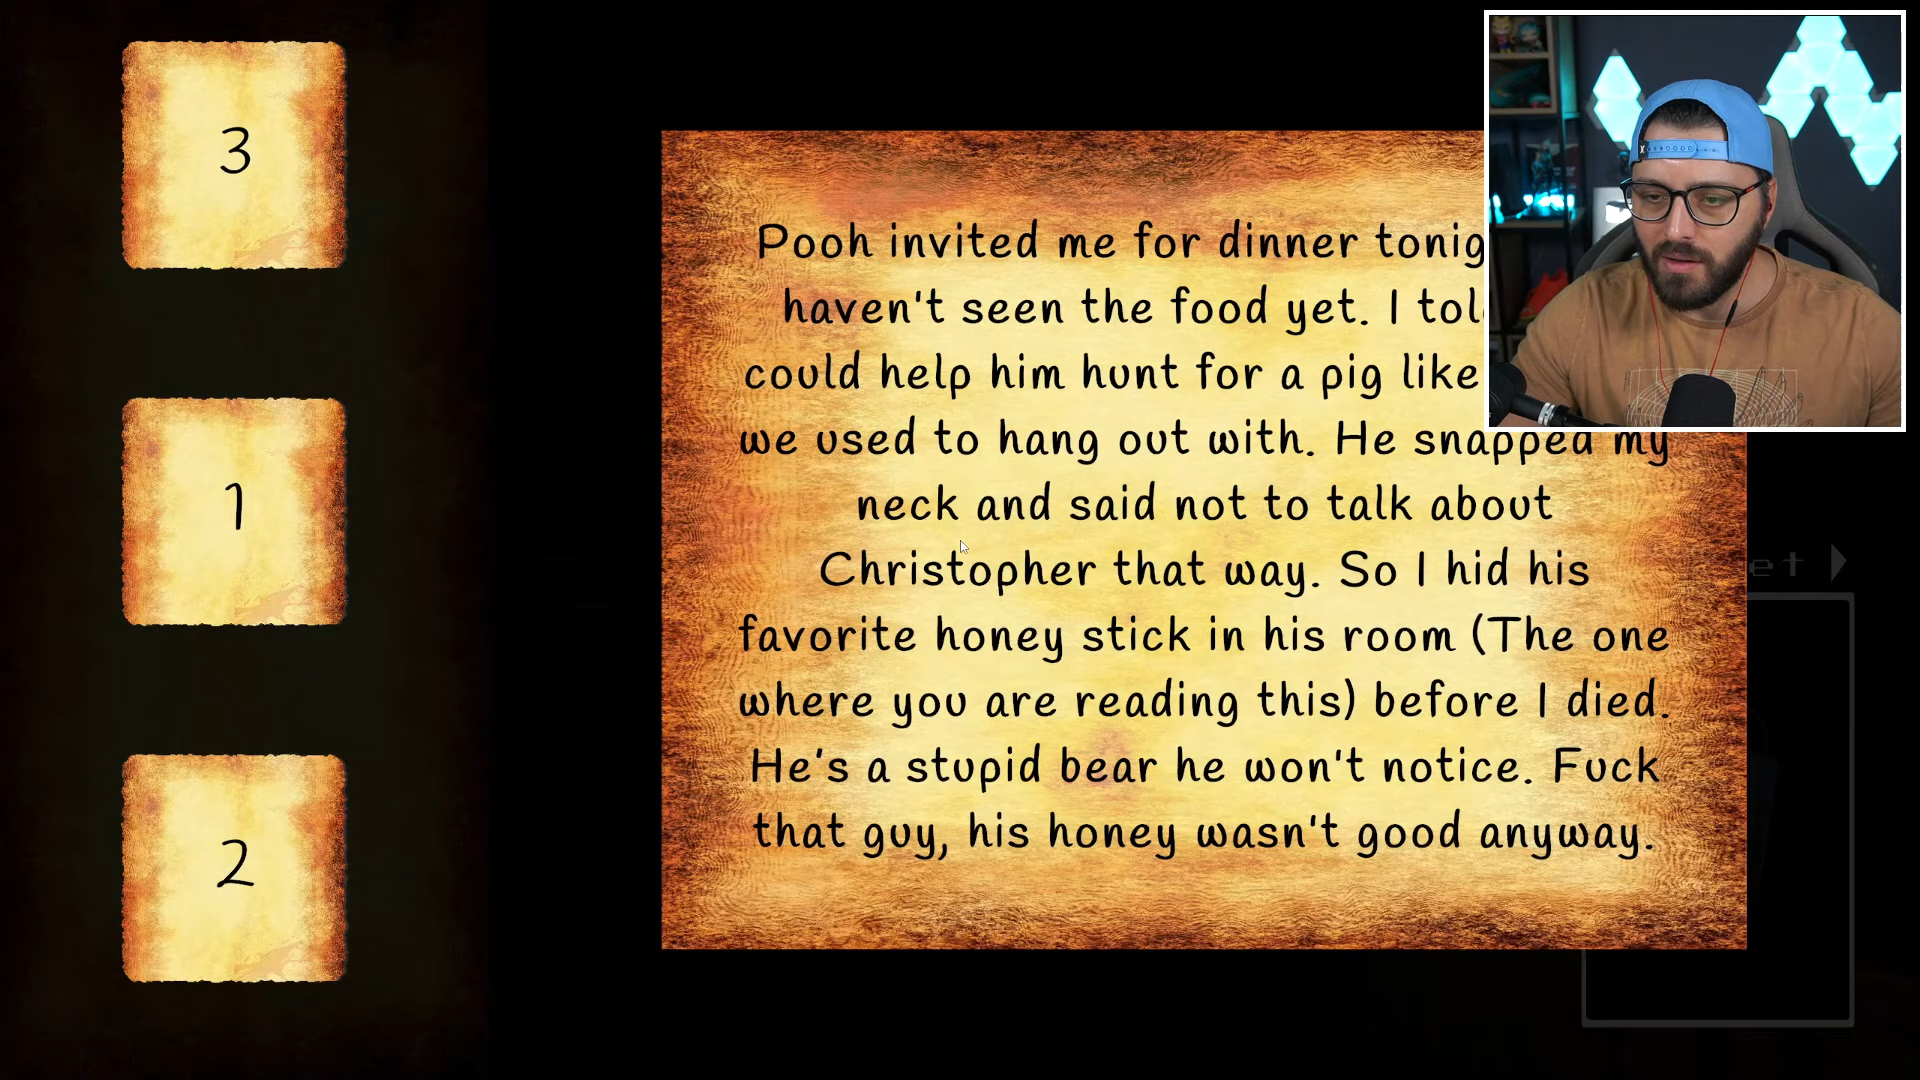 3
1
2
Pooh invited me for dinner
haven't seen the food yet. I
could help him hunt for a pig like
we used to hang out with. He snapped my
neck and said not to talk about
Christopher that way. So I hid his
favorite honey stick in his room (The one
where you are reading this) before I died.
He's a stupid bear he won't notice. Fuck
that guy, his honey wasn't good anyway.